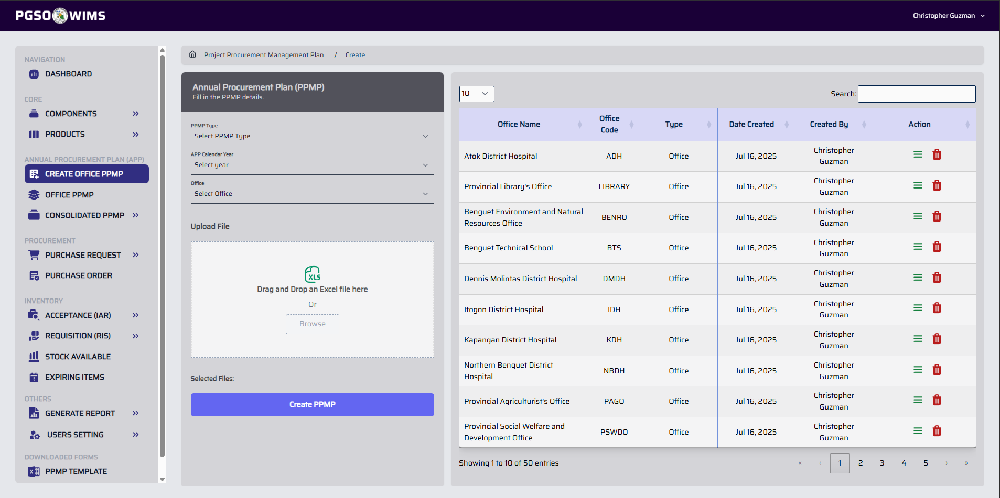 PGSO WIMS
Christopher Guzman
NAVIGATION
DASHBOARD
CORE
COMPONENTS
PRODUCTS
ANNUAL PROCUREMENT PLAN (APP)
CREATE OFFICE PPMP
OFFICE PPMP
CONSOLIDATED PPMP
PROCUREMENT
PURCHASE REQUEST
PURCHASE ORDER
INVENTORY
ACCEPTANCE (IAR)
REQUISITION (RIS)
STOCK AVAILABLE
EXPIRING ITEMS
OTHERS
GENERATE REPORT
USERS SETTING
DOWNLOADED FORMS
PPMP TEMPLATE
Project Procurement Management Plan / Create
Annual Procurement Plan (PPMP)
Fill in the PPMP details.
PPMP Type
Select PPMP Type
APP Calendar Year
Select year
Office
Select Office
Upload File
XLS
Drag and Drop an Excel file here
Or
Browse
Selected Files:
Create PPMP
10
Search:
Office Name Office Code Type Date Created Created By Action
Atok District Hospital ADH Office Jul 16, 2025 Christopher Guzman
Provincial Library's Office LIBRARY Office Jul 16, 2025 Christopher Guzman
Benguet Environment and Natural Resources Office BENRO Office Jul 16, 2025 Christopher Guzman
Benguet Technical School BTS Office Jul 16, 2025 Christopher Guzman
Dennis Molintas District Hospital DMDH Office Jul 16, 2025 Christopher Guzman
Itogon District Hospital IDH Office Jul 16, 2025 Christopher Guzman
Kapangan District Hospital KDH Office Jul 16, 2025 Christopher Guzman
Northern Benguet District Hospital NBDH Office Jul 16, 2025 Christopher Guzman
Provincial Agriculturist's Office PAGO Office Jul 16, 2025 Christopher Guzman
Provincial Social Welfare and Development Office PSWDO Office Jul 16, 2025 Christopher Guzman
Showing 1 to 10 of 50 entries
« ‹ 1 2 3 4 5 › »